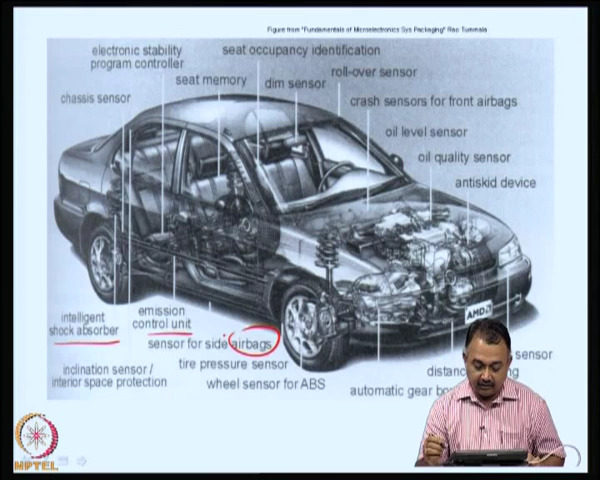 Figure from "Fundamentals of Microelectronics Sys Packaging" Rao Tummala
electronic stability
program controller
seat occupancy identification
seat memory
dim sensor
roll-over sensor
chassis sensor
crash sensors for front airbags
oil level sensor
oil quality sensor
antiskid device
AMD
intelligent
shock absorber
emission
control unit
sensor for side airbags
sensor
inclination sensor /
interior space protection
tire pressure sensor
wheel sensor for ABS
automatic gear
NPTEL